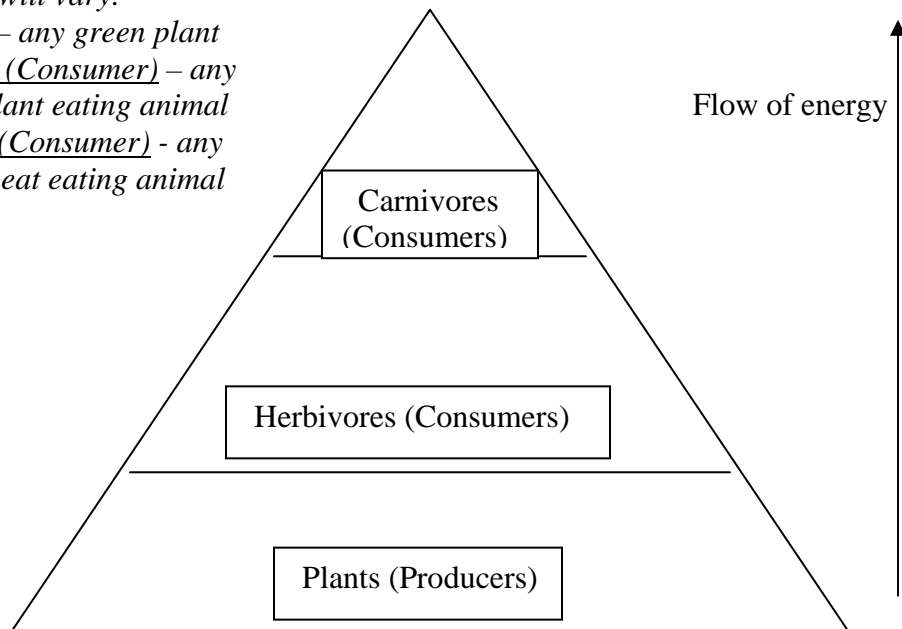 will vary.
– any green plant
(Consumer) – any
plant eating animal
(Consumer) - any
eat eating animal
Flow of energy
Carnivores
(Consumers)
Herbivores (Consumers)
Plants (Producers)